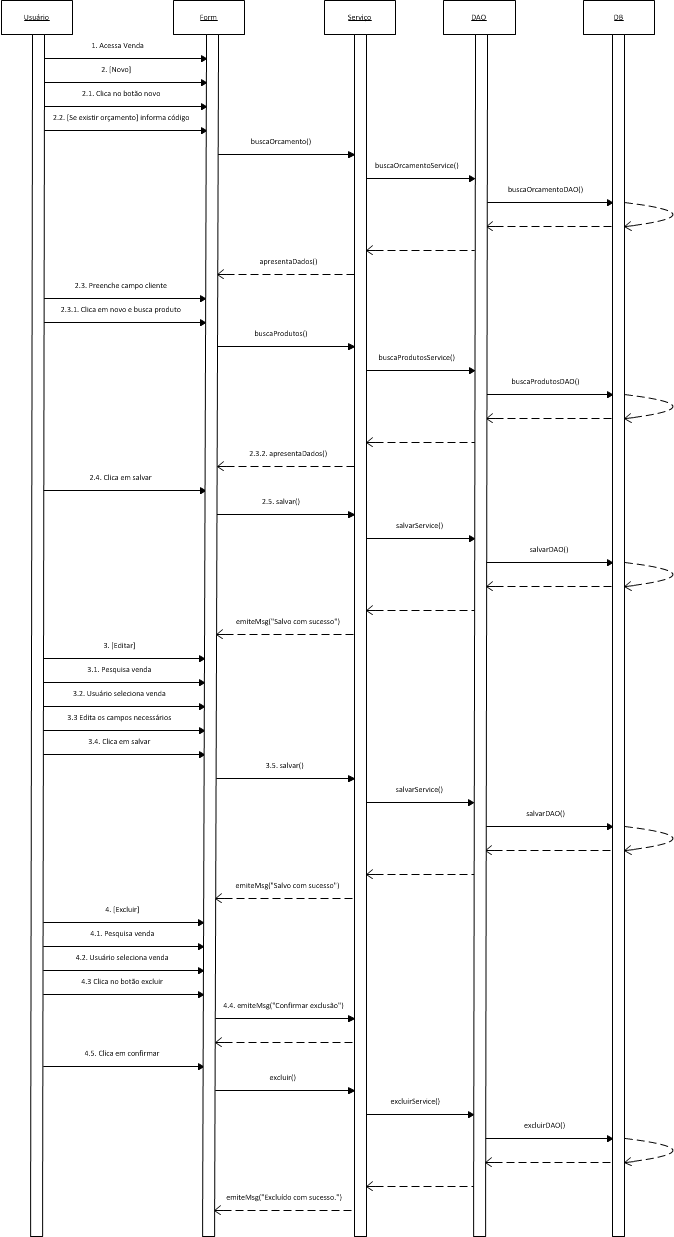 Usuário
Form
Serviço
DAO
DB
1. Acessa Venda
2. [Novo]
2.1. Clica no botão novo
2.2. [Se existir orçamento] informa código
buscaOrcamento()
buscaOrcamentoService()
buscaOrcamentoDAO()
apresentaDados()
2.3. Preenche campo cliente
2.3.1. Clica em novo e busca produto
buscaProdutos()
buscaProdutosService()
buscaProdutosDAO()
2.3.2. apresentaDados()
2.4. Clica em salvar
2.5. salvar()
salvarService()
salvarDAO()
emiteMsg("Salvo com sucesso")
3. [Editar]
3.1. Pesquisa venda
3.2. Usuário seleciona venda
3.3 Edita os campos necessários
3.4. Clica em salvar
3.5. salvar()
salvarService()
salvarDAO()
emiteMsg("Salvo com sucesso")
4. [Excluir]
4.1. Pesquisa venda
4.2. Usuário seleciona venda
4.3 Clica no botão excluir
4.4. emiteMsg("Confirmar exclusão")
4.5. Clica em confirmar
excluir()
excluirService()
excluirDAO()
emiteMsg("Excluído com sucesso.")